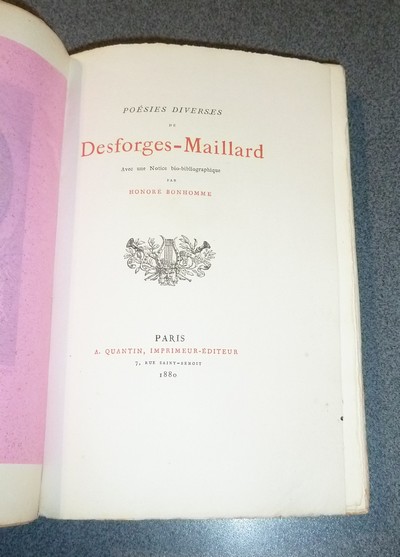 POÉSIES DIVERSES
DE
Desforges-Maillard
Avec une Notice bio-bibliographique
PAR
HONORÉ BONHOMME
PARIS
A. QUANTIN, IMPRIMEUR-ÉDITEUR
7, RUE SAINT-BENOIT
1880